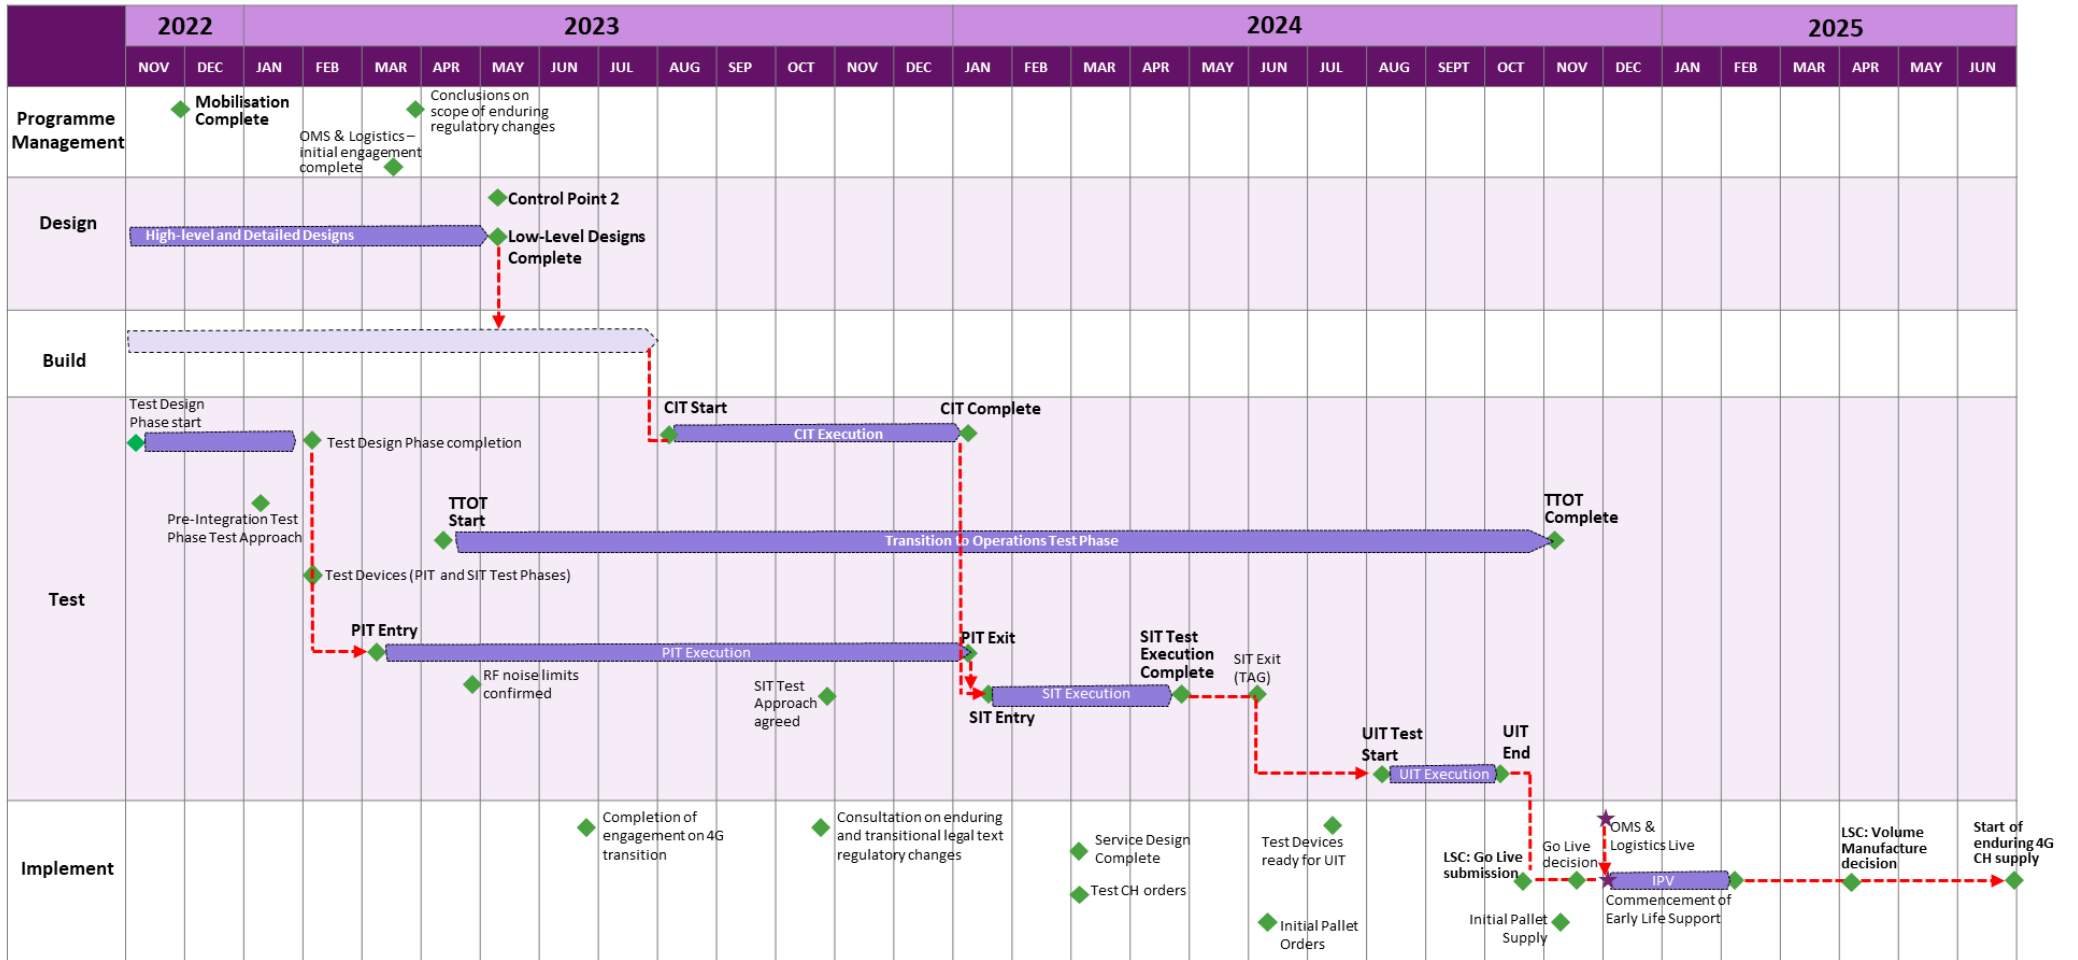 2022
2023
2024
2025
NOV DEC JAN FEB MAR APR MAY JUN JUL AUG SEP OCT NOV DEC JAN FEB MAR APR MAY JUN JUL AUG SEPT OCT NOV DEC JAN FEB MAR APR MAY JUN
Programme
Management
Mobilisation
Complete
OMS & Logistics –
initial engagement
complete
Conclusions on
scope of enduring
regulatory changes
Design
Control Point 2
High-level and Detailed Designs
Low-Level Designs
Complete
Build
Test
Test Design
Phase start
Test Design Phase completion
CIT Start
CIT Execution
CIT Complete
Pre-Integration Test
Phase Test Approach
TTOT
Start
Transition to Operations Test Phase
TTOT
Complete
Test Devices (PIT and SIT Test Phases)
PIT Entry
PIT Execution
PIT Exit
RF noise limits
confirmed
SIT Test
Approach
agreed
SIT Entry
SIT Execution
SIT Test
Execution
Complete
SIT Exit
(TAG)
UIT Test
Start
UIT Execution
UIT
End
Implement
Completion of
engagement on 4G
transition
Consultation on enduring
and transitional legal text
regulatory changes
Service Design
Complete
Test CH orders
Test Devices
ready for UIT
Initial Pallet
Orders
LSC: Go Live
submission
Go Live
decision
Initial Pallet
Supply
OMS &
Logistics Live
IPV
Commencement of
Early Life Support
LSC: Volume
Manufacture
decision
Start of
enduring 4G
CH supply